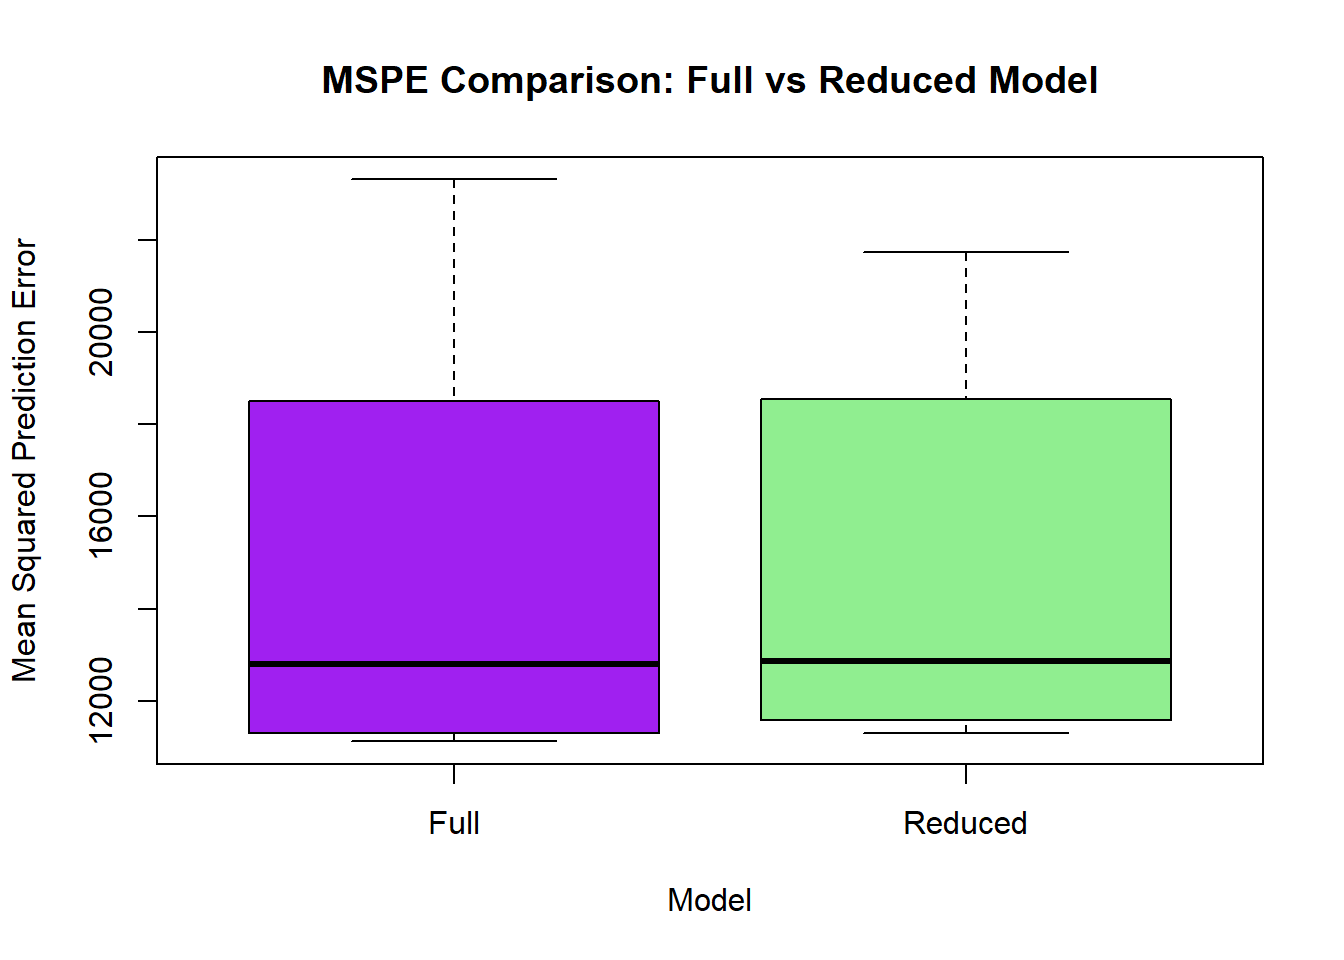 MSPE Comparison: Full vs Reduced Model
Mean Squared Prediction Error
20000
16000
12000
Full
Reduced
Model